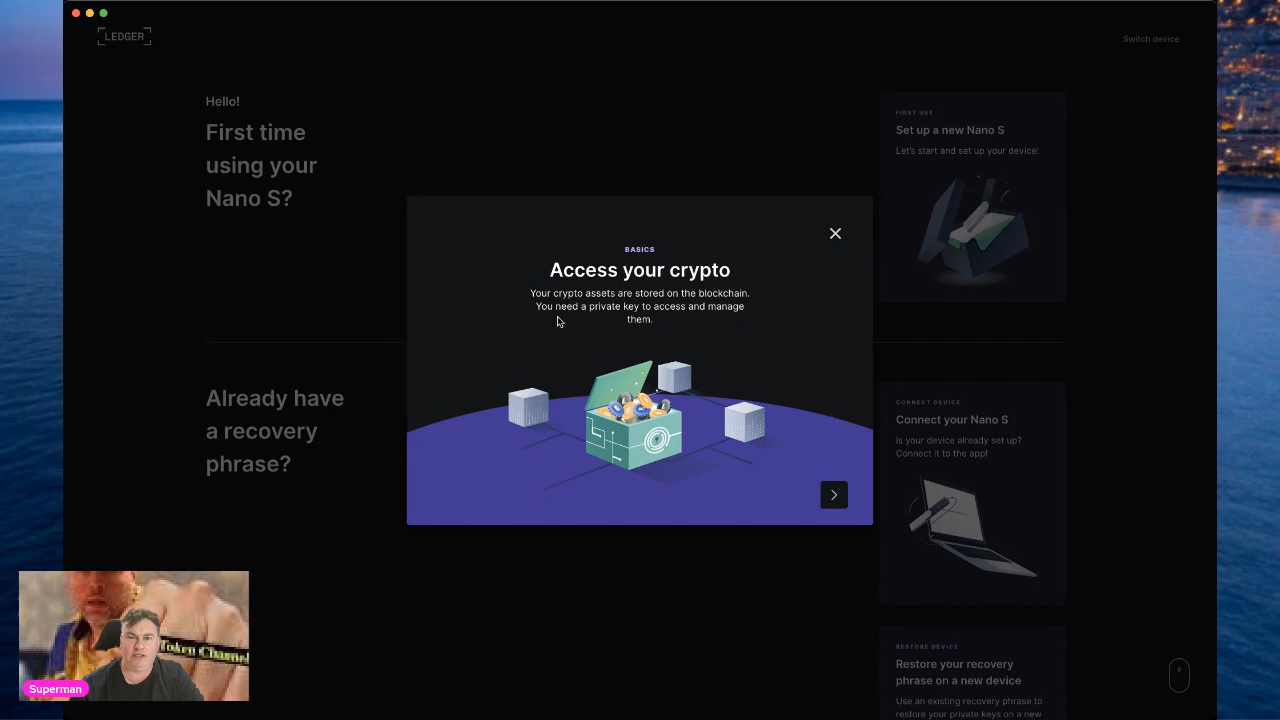 LEDGER
Switch device
Hello!
First time
using your
Nano S?
FIRST USE
Set up a new Nano S
Let's start and set up your device!
BASICS
Access your crypto
Your crypto assets are stored on the blockchain.
You need a private key to access and manage
them.
Already have
a recovery
phrase?
CONNECT DEVICE
Connect your Nano S
Is your device already set up?
Connect it to the app!
RESTORE DEVICE
Restore your recovery
phrase on a new device
Use an existing recovery phrase to
restore your private keys on a new
Token
Superman